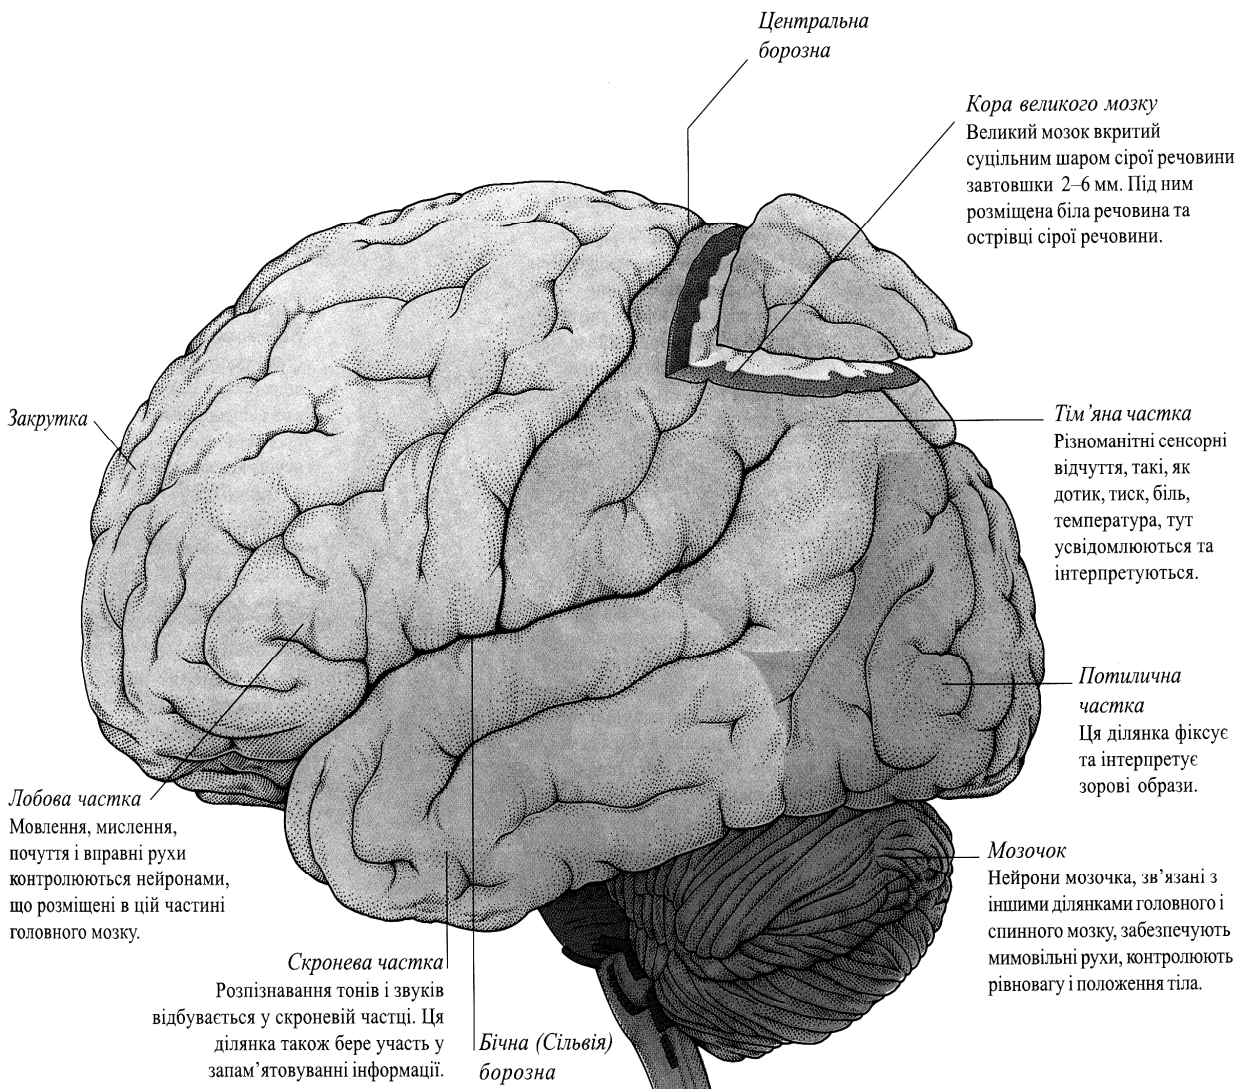 Центральна
борозна
Кора великого мозку
Великий мозок вкритий
суцільним шаром сірої речовини
завтовшки 2–6 мм. Під ним
розміщена біла речовина та
острівці сірої речовини.
Закрутка
Тім’яна частка
Різноманітні сенсорні
відчуття, такі, як
дотик, тиск, біль,
температура, тут
усвідомлюються та
інтерпретуються.
Потилична
частка
Ця ділянка фіксує
та інтерпретує
зорові образи.
Лобова частка
Мовлення, мислення,
почуття і вправні рухи
контролюються нейронами,
що розміщені в цій частині
головного мозку.
Мозочок
Нейрони мозочка, зв’язані з
іншими ділянками головного і
спинного мозку, забезпечують
мимовільні рухи, контролюють
рівновагу і положення тіла.
Скронева частка
Розпізнавання тонів і звуків
відбувається у скроневій частці. Ця
ділянка також бере участь у
запам’ятовуванні інформації.
Бічна (Сільвія)
борозна